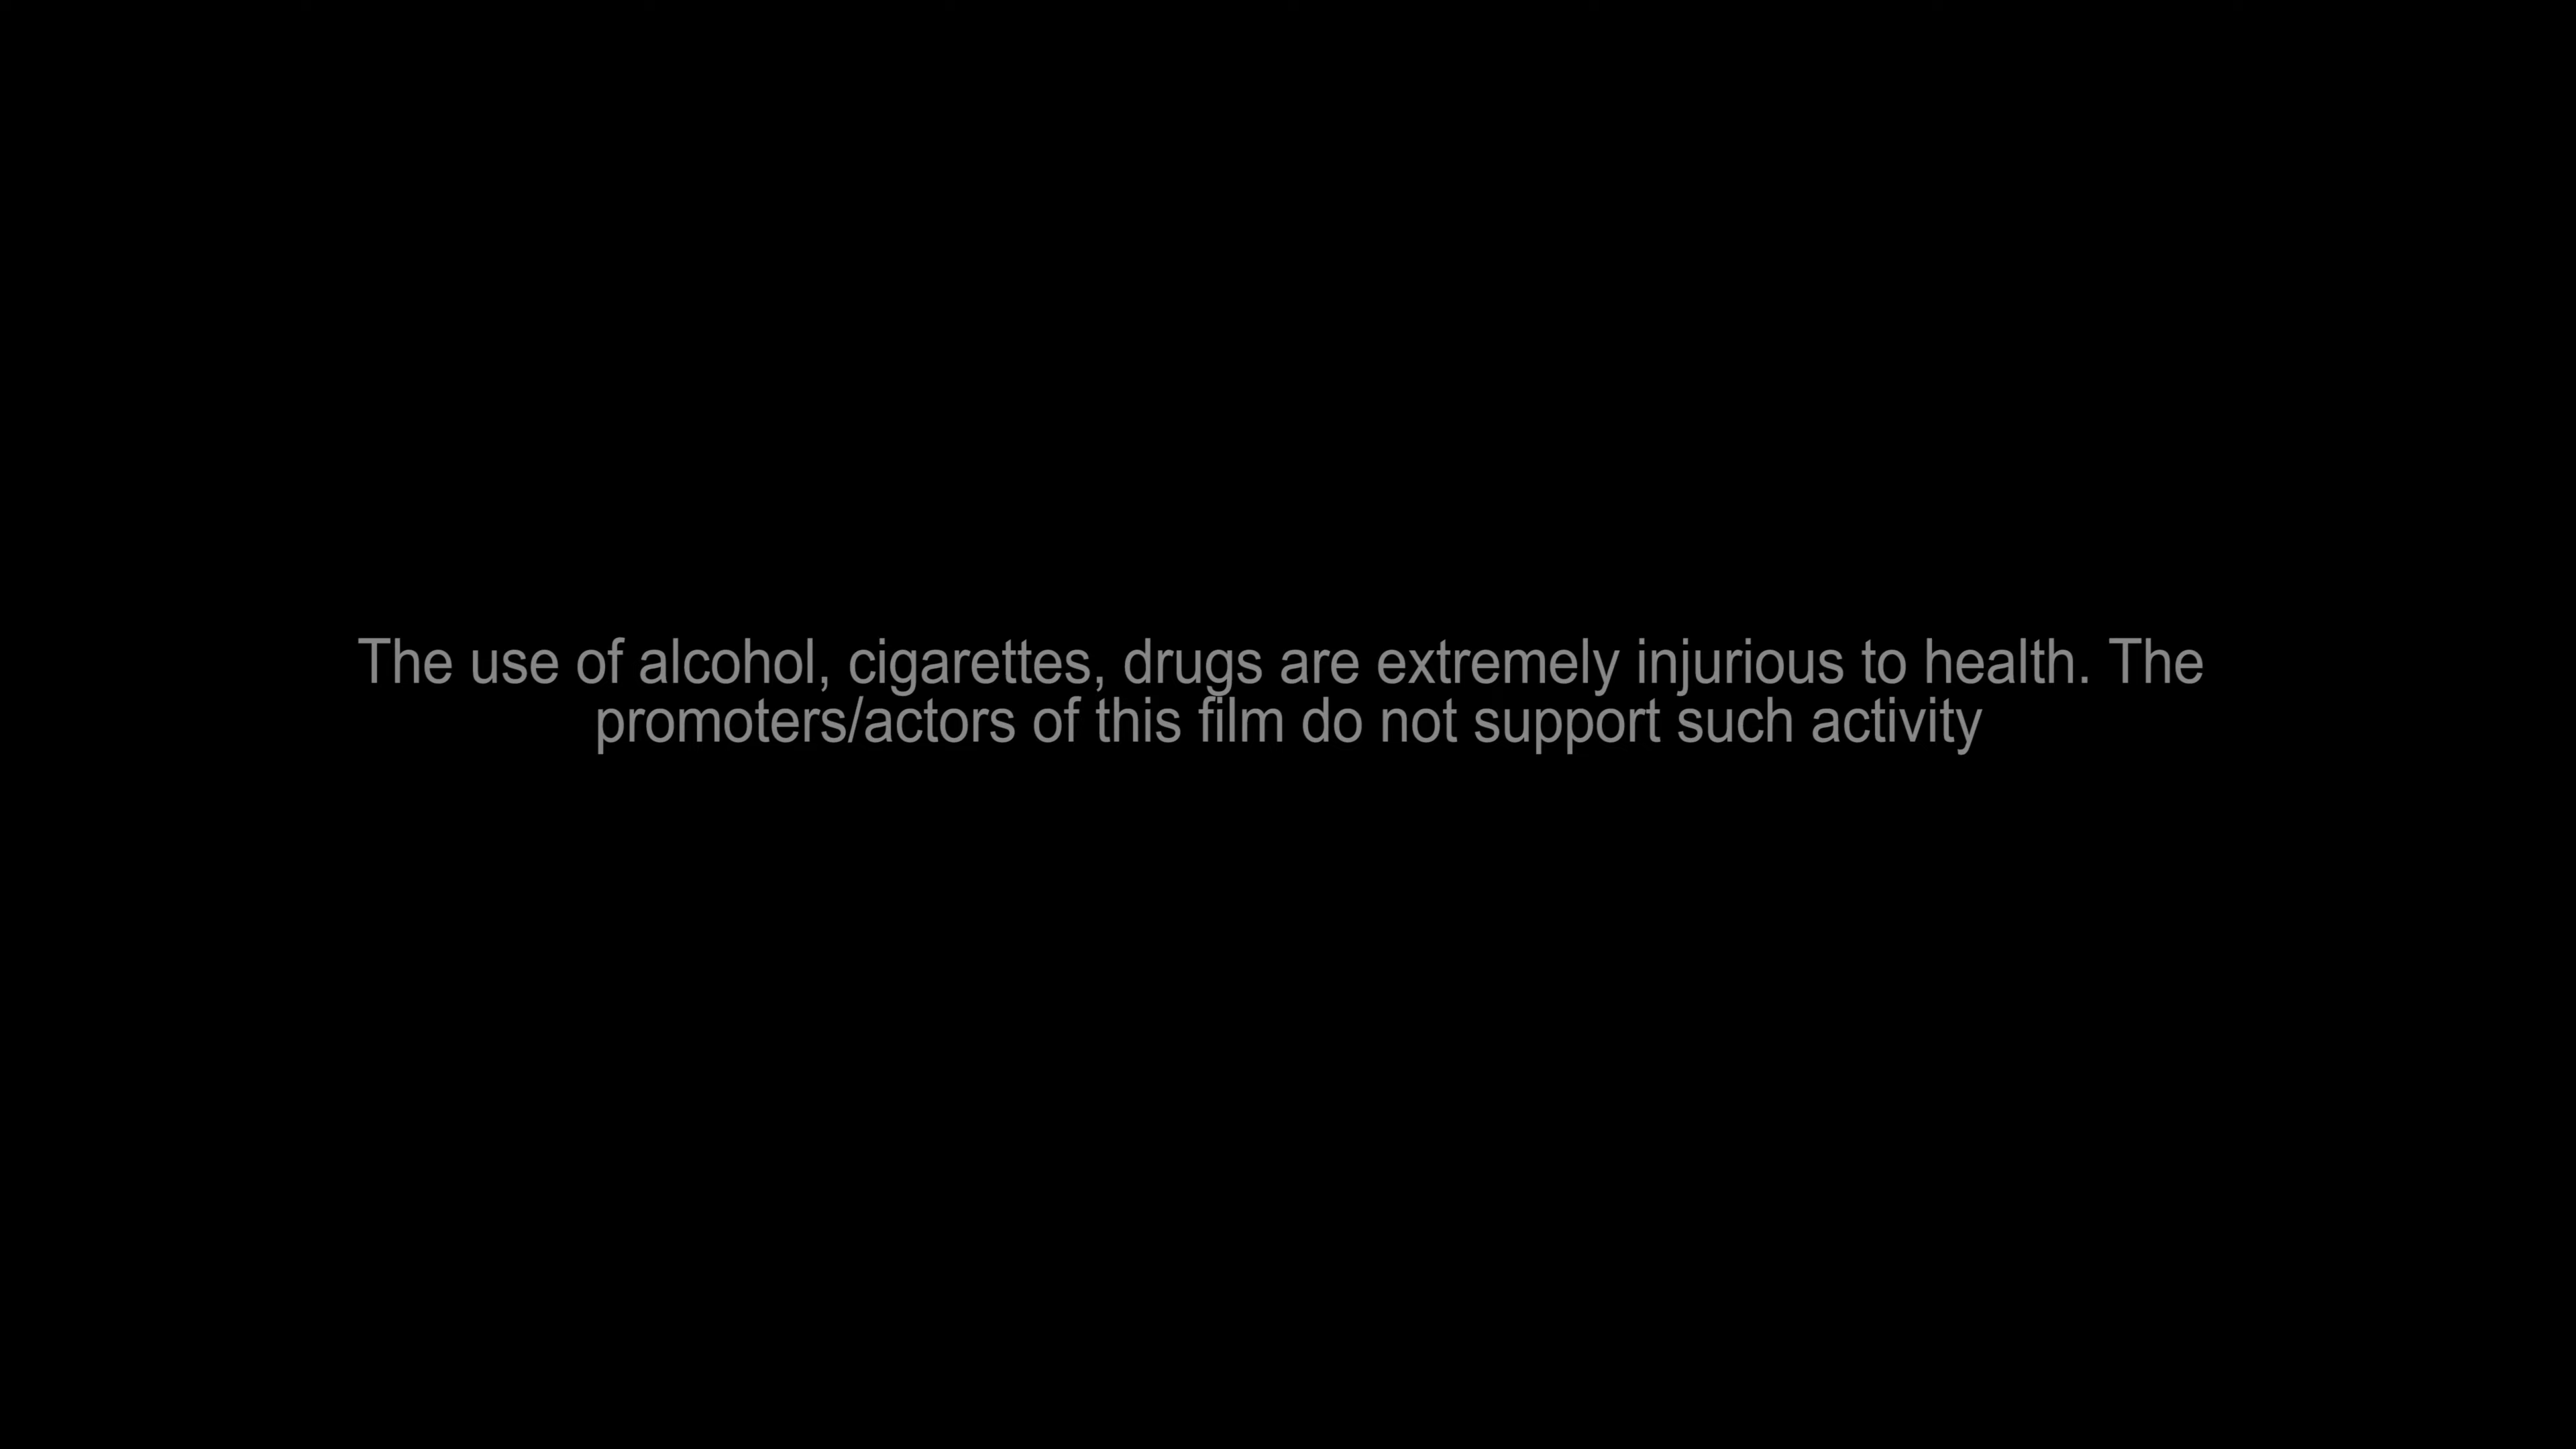 The use of alcohol, cigarettes, drugs are extremely injurious to health. The
promoters/actors of this film do not support such activity